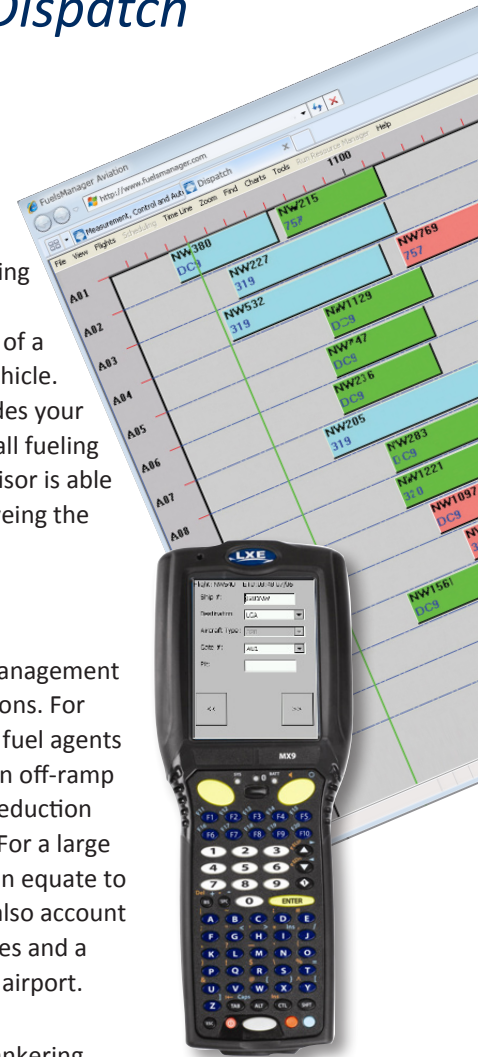 Dispatch
ing
of a
hicle.
des your
all fueling
isor is able
eeing the
anagement
ons. For
fuel agents
n off-ramp
eduction
For a large
n equate to
also account
es and a
airport.
nkering
FuelsManager Aviation
http://www.fuelsmanager.com
Measurement, Control and Aut
Dispatch
File View Flights Scheduling Time Line Zoom Find Charts Tools Run Resource Manager Help
1100
A01
A02
A03
A04
A05
A06
A07
A08
NW380
DC9
NW215
757
NW227
319
NW769
757
NW532
319
NW1129
DC9
DC9
DC9
NW205
319
NW283
DC9
NW1221
320
NW1097
DC9
NW1561
DC9
LXE
Ship #:
Destination:
LGA
Aircraft Type:
Gate #:
A01
Pit:
<<
>>
MX9
F1 F2 F3 F4 F5
F6 F7 F8 F9 F10
1 2 3
4 5 6
7 8 9
0 ENTER
A B C D E
F G H I J
K L M N O
P Q R S T
U V W X Y
Z TAB ALT CTL SHFT